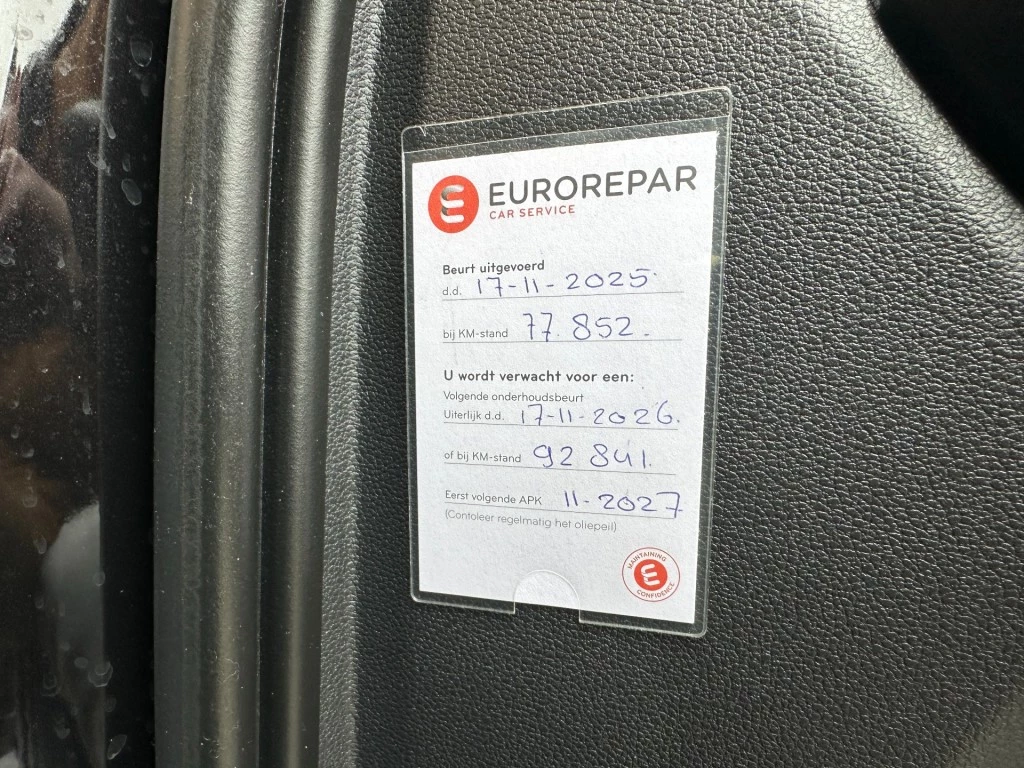 EUROREPAR
CAR SERVICE
Beurt uitgevoerd
d.d. 17-11-2025.
bij KM-stand 77.852.
U wordt verwacht voor een:
Volgende onderhoudsbeurt
Uiterlijk d.d. 17-11-2026.
of bij KM-stand 92 841.
Eerst volgende APK 11-2027
(Contoleer regelmatig het oliepeil)
MAINTAINING
CONFIDENCE